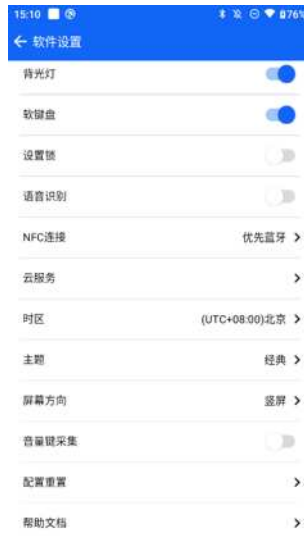 15:10 76%
← 软件设置
背光灯
软键盘
设置锁
语音识别
NFC连接 优先蓝牙 >
云服务 >
时区 (UTC+08:00)北京 >
主题 经典 >
屏幕方向 竖屏 >
音量键采集
配置重置 >
帮助文档 >